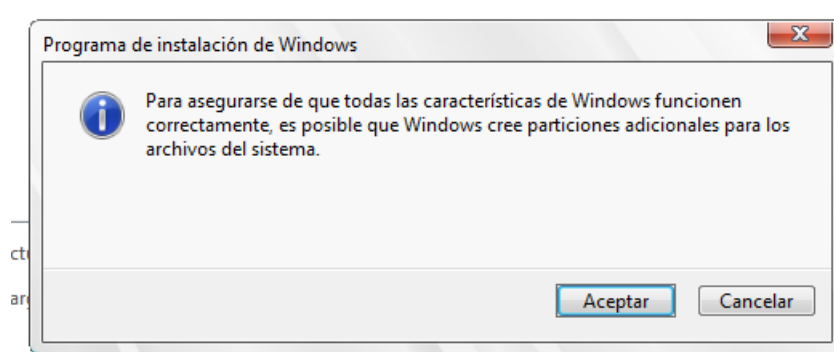 Programa de instalación de Windows
Para asegurarse de que todas las características de Windows funcionen
correctamente, es posible que Windows cree particiones adicionales para los
archivos del sistema.
Aceptar Cancelar